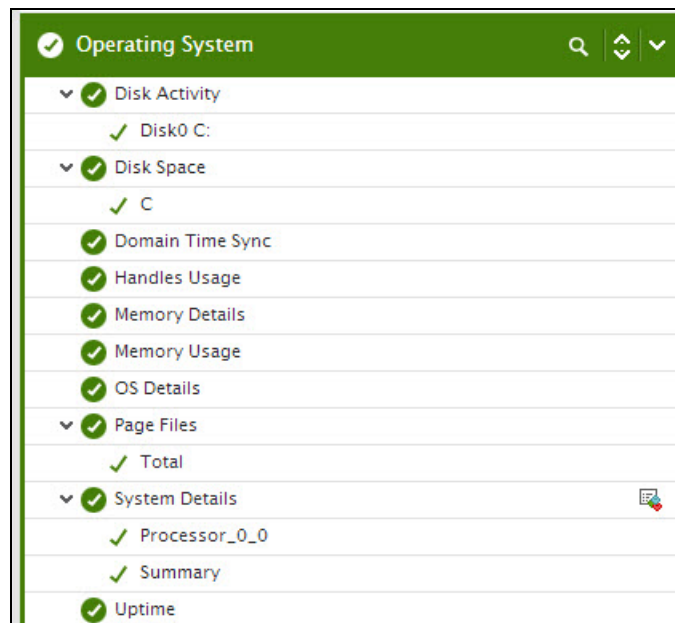 Operating System
Disk Activity
Disk0 C:
Disk Space
C
Domain Time Sync
Handles Usage
Memory Details
Memory Usage
OS Details
Page Files
Total
System Details
Processor_0_0
Summary
Uptime